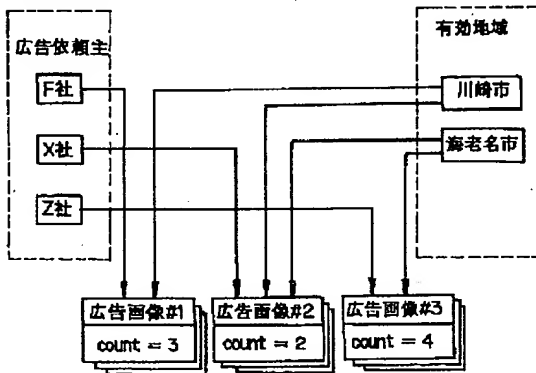 広告依頼主
F社
X社
Z社
有効地域
川崎市
海老名市
広告画像#1
count = 3
広告画像#2
count = 2
広告画像#3
count = 4